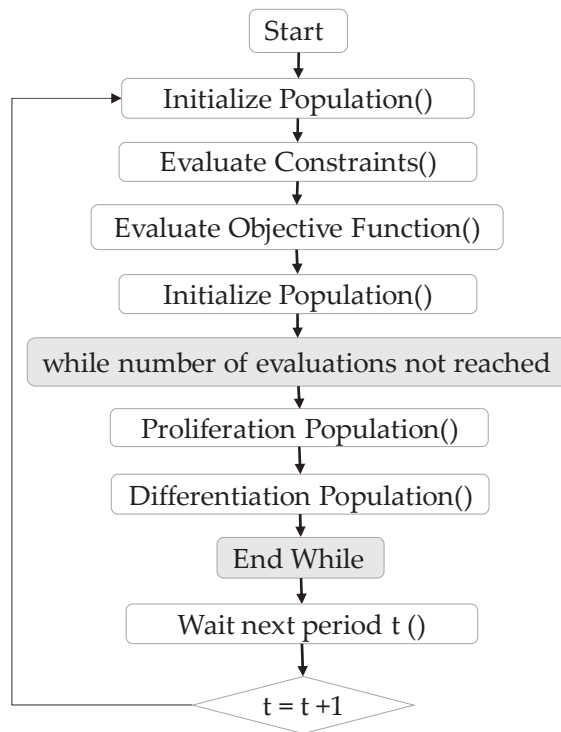 Start
Initialize Population()
Evaluate Constraints()
Evaluate Objective Function()
Initialize Population()
while number of evaluations not reached
Proliferation Population()
Differentiation Population()
End While
Wait next period t ()
t = t +1